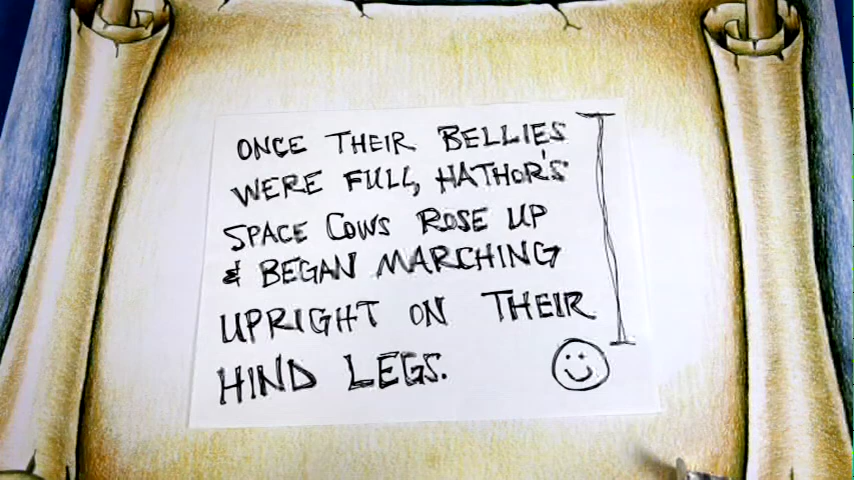 ONCE THEIR BELLIES
WERE FULL, HATHOR'S
SPACE COWS ROSE UP
& BEGAN MARCHING
UPRIGHT ON THEIR
HIND LEGS.